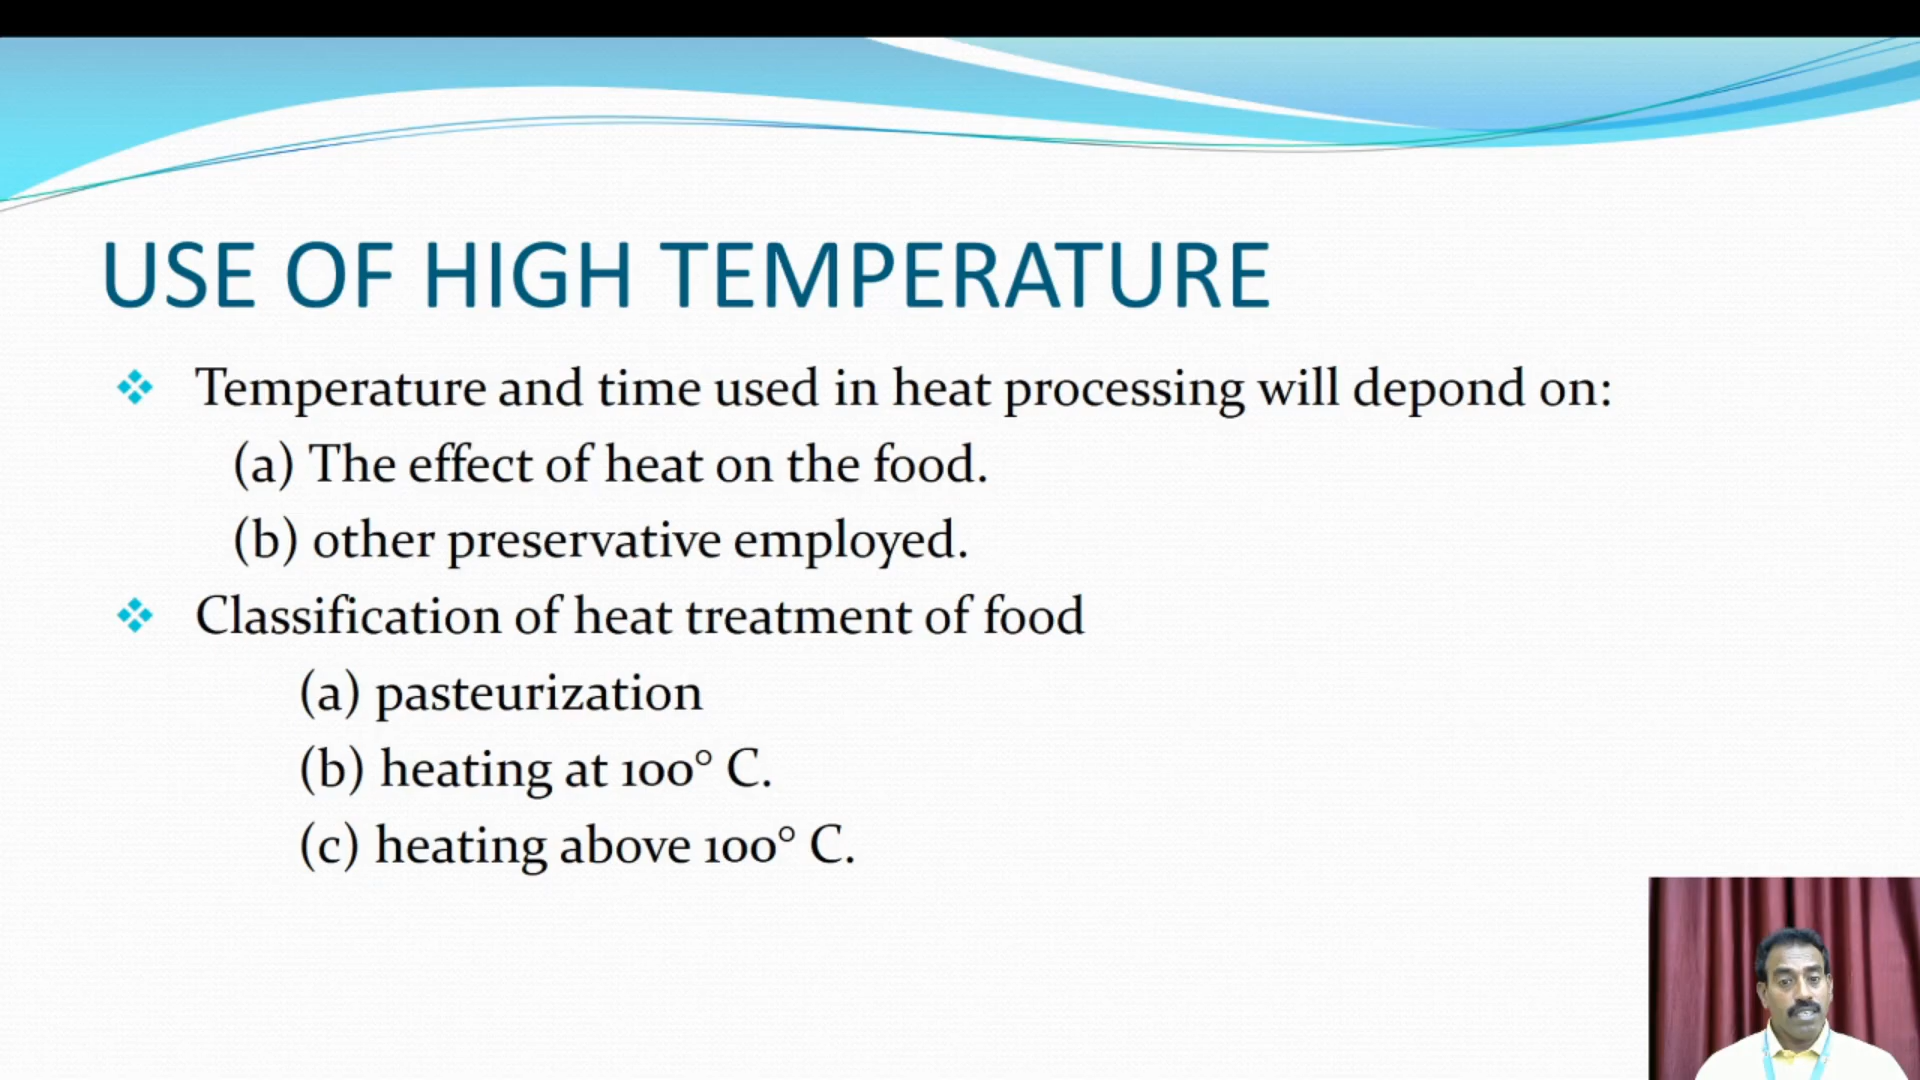 USE OF HIGH TEMPERATURE
Temperature and time used in heat processing will depond on:
(a) The effect of heat on the food.
(b) other preservative employed.
Classification of heat treatment of food
(a) pasteurization
(b) heating at 100° C.
(c) heating above 100° C.